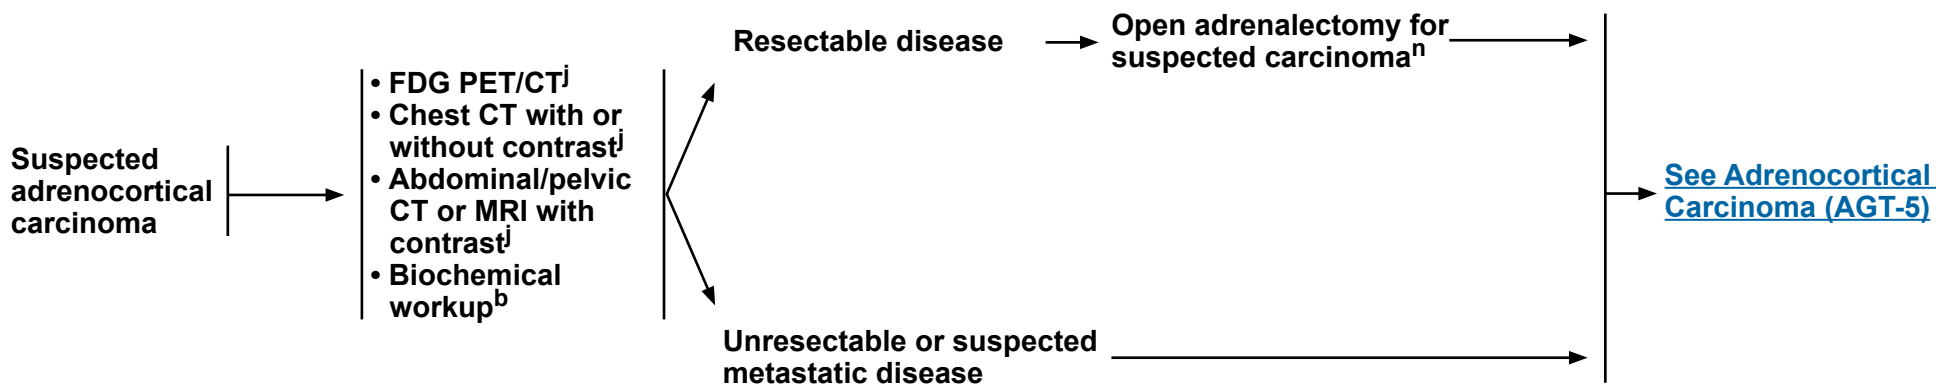 Suspected
adrenocortical
carcinoma
• FDG PET/CTʲ
• Chest CT with or
without contrastʲ
• Abdominal/pelvic
CT or MRI with
contrastʲ
• Biochemical
workupᵇ
Resectable disease
Open adrenalectomy for
suspected carcinomaⁿ
Unresectable or suspected
metastatic disease
See Adrenocortical
Carcinoma (AGT-5)